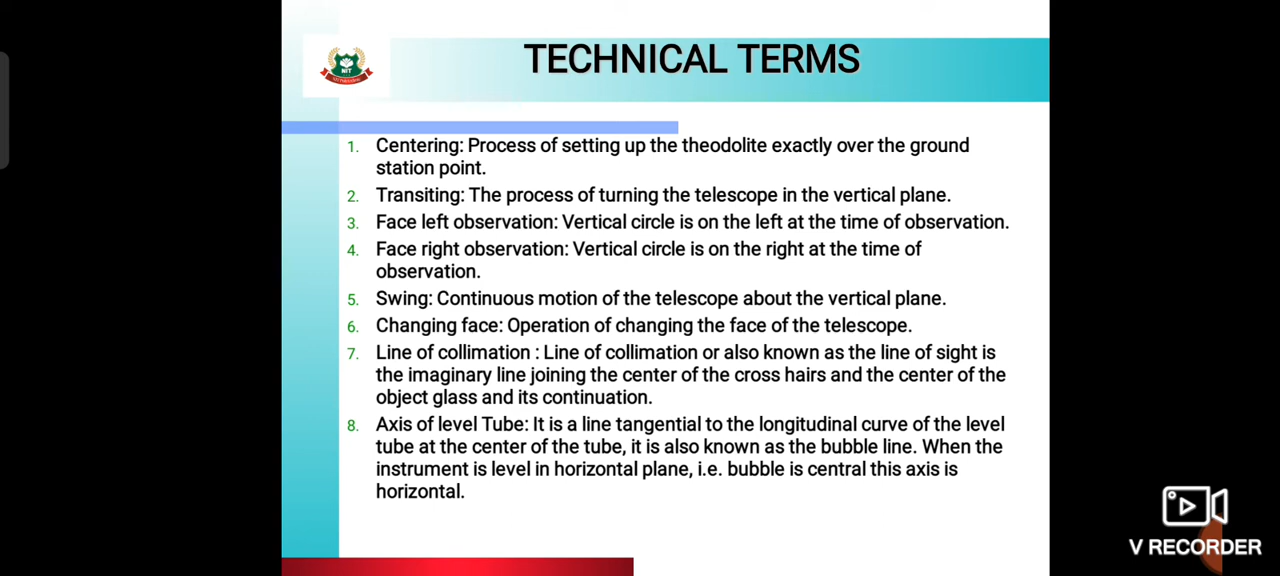 TECHNICAL TERMS
NIT
1. Centering: Process of setting up the theodolite exactly over the ground
station point.
2. Transiting: The process of turning the telescope in the vertical plane.
3. Face left observation: Vertical circle is on the left at the time of observation.
4. Face right observation: Vertical circle is on the right at the time of
observation.
5. Swing: Continuous motion of the telescope about the vertical plane.
6. Changing face: Operation of changing the face of the telescope.
7. Line of collimation : Line of collimation or also known as the line of sight is
the imaginary line joining the center of the cross hairs and the center of the
object glass and its continuation.
8. Axis of level Tube: It is a line tangential to the longitudinal curve of the level
tube at the center of the tube, it is also known as the bubble line. When the
instrument is level in horizontal plane, i.e. bubble is central this axis is
horizontal.
V RECORDER